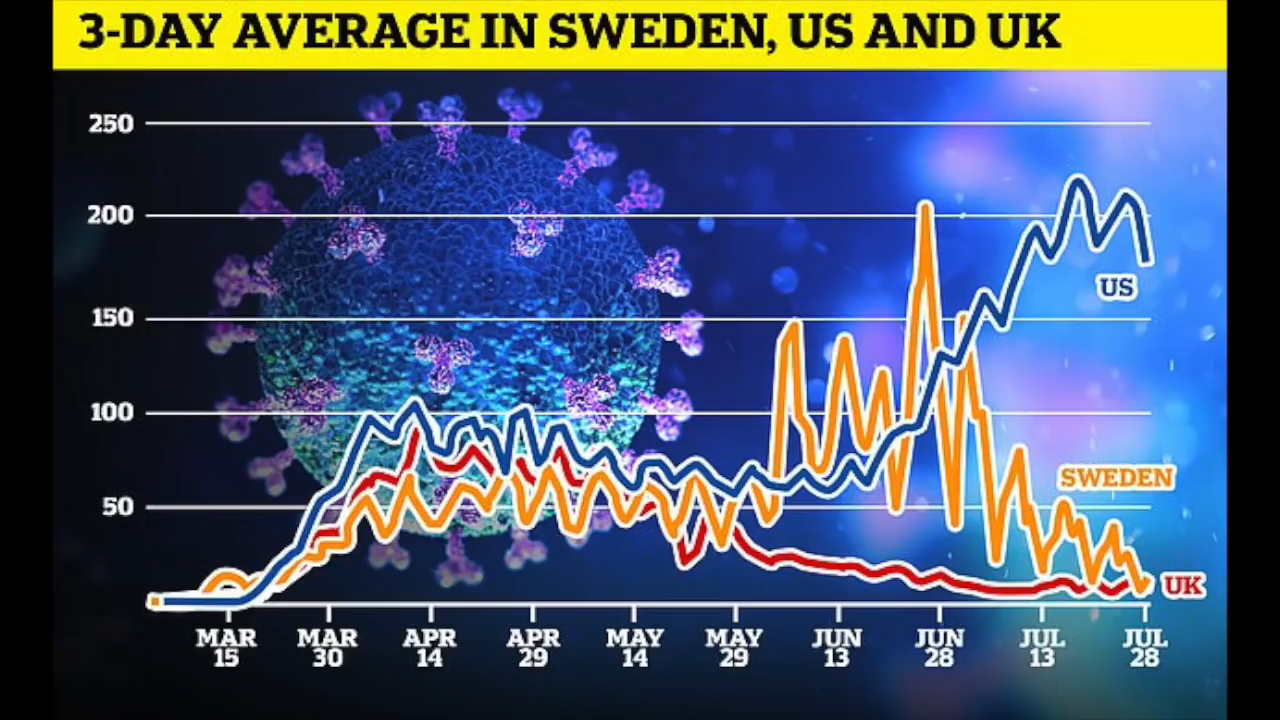 3-DAY AVERAGE IN SWEDEN, US AND UK
250
200
150
100
50
US
SWEDEN
UK
MAR 15
MAR 30
APR 14
APR 29
MAY 14
MAY 29
JUN 13
JUN 28
JUL 13
JUL 28